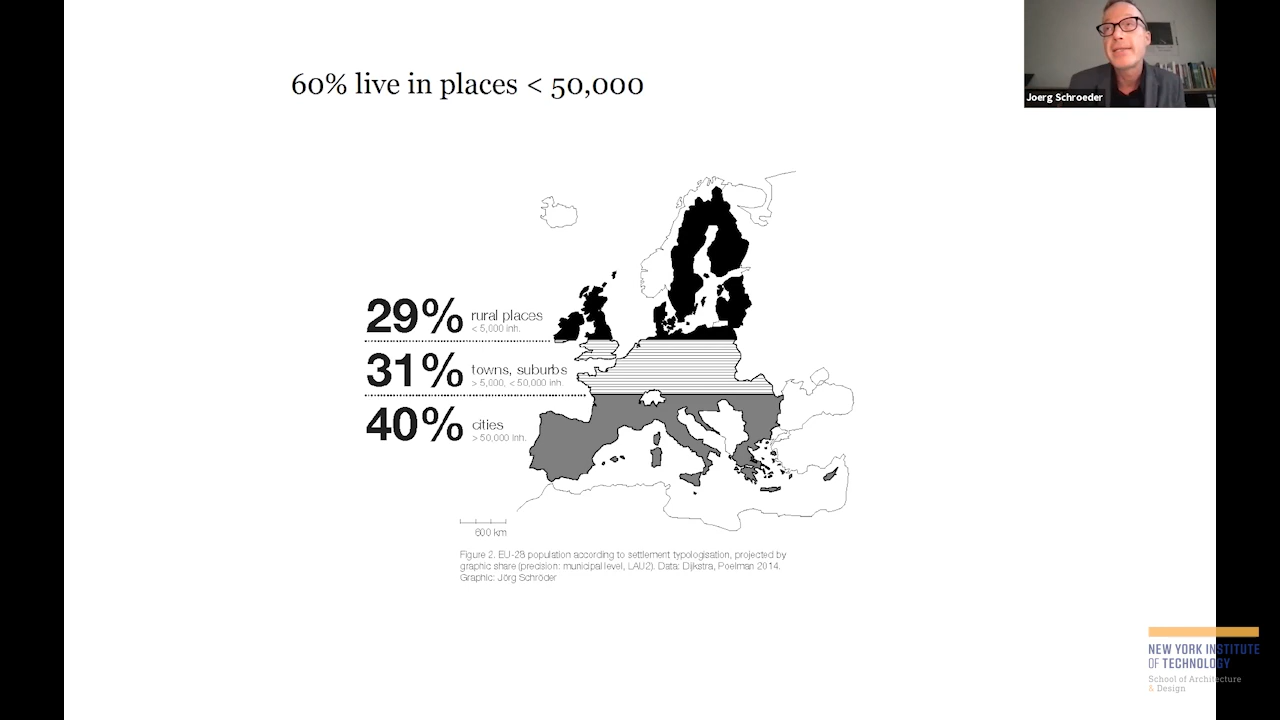 60% live in places < 50,000
Joerg Schroeder
29% rural places
< 5,000 inh.
31% towns, suburbs
> 5,000, < 50,000 inh.
40% cities
> 50,000 inh.
600 km
Figure 2. EU-28 population according to settlement typologisation, projected by
graphic share (precision: municipal level, LAU2). Data: Dijkstra, Poelman 2014.
Graphic: Jörg Schröder
NEW YORK INSTITUTE
OF TECHNOLOGY
School of Architecture
& Design